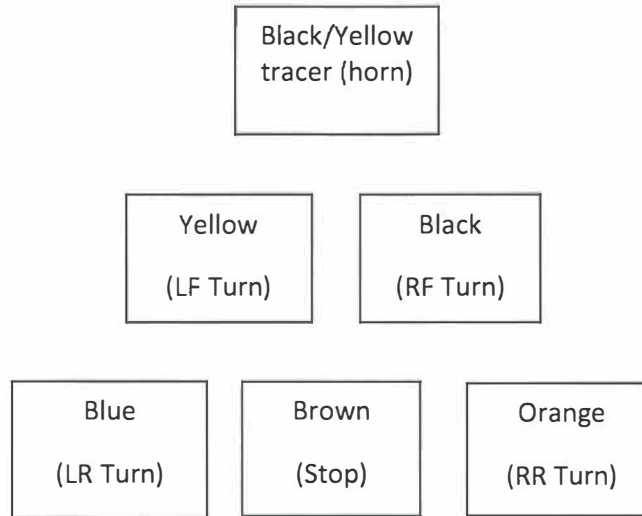 Black/Yellow
tracer (horn)
Yellow
(LF Turn)
Black
(RF Turn)
Blue
(LR Turn)
Brown
(Stop)
Orange
(RR Turn)